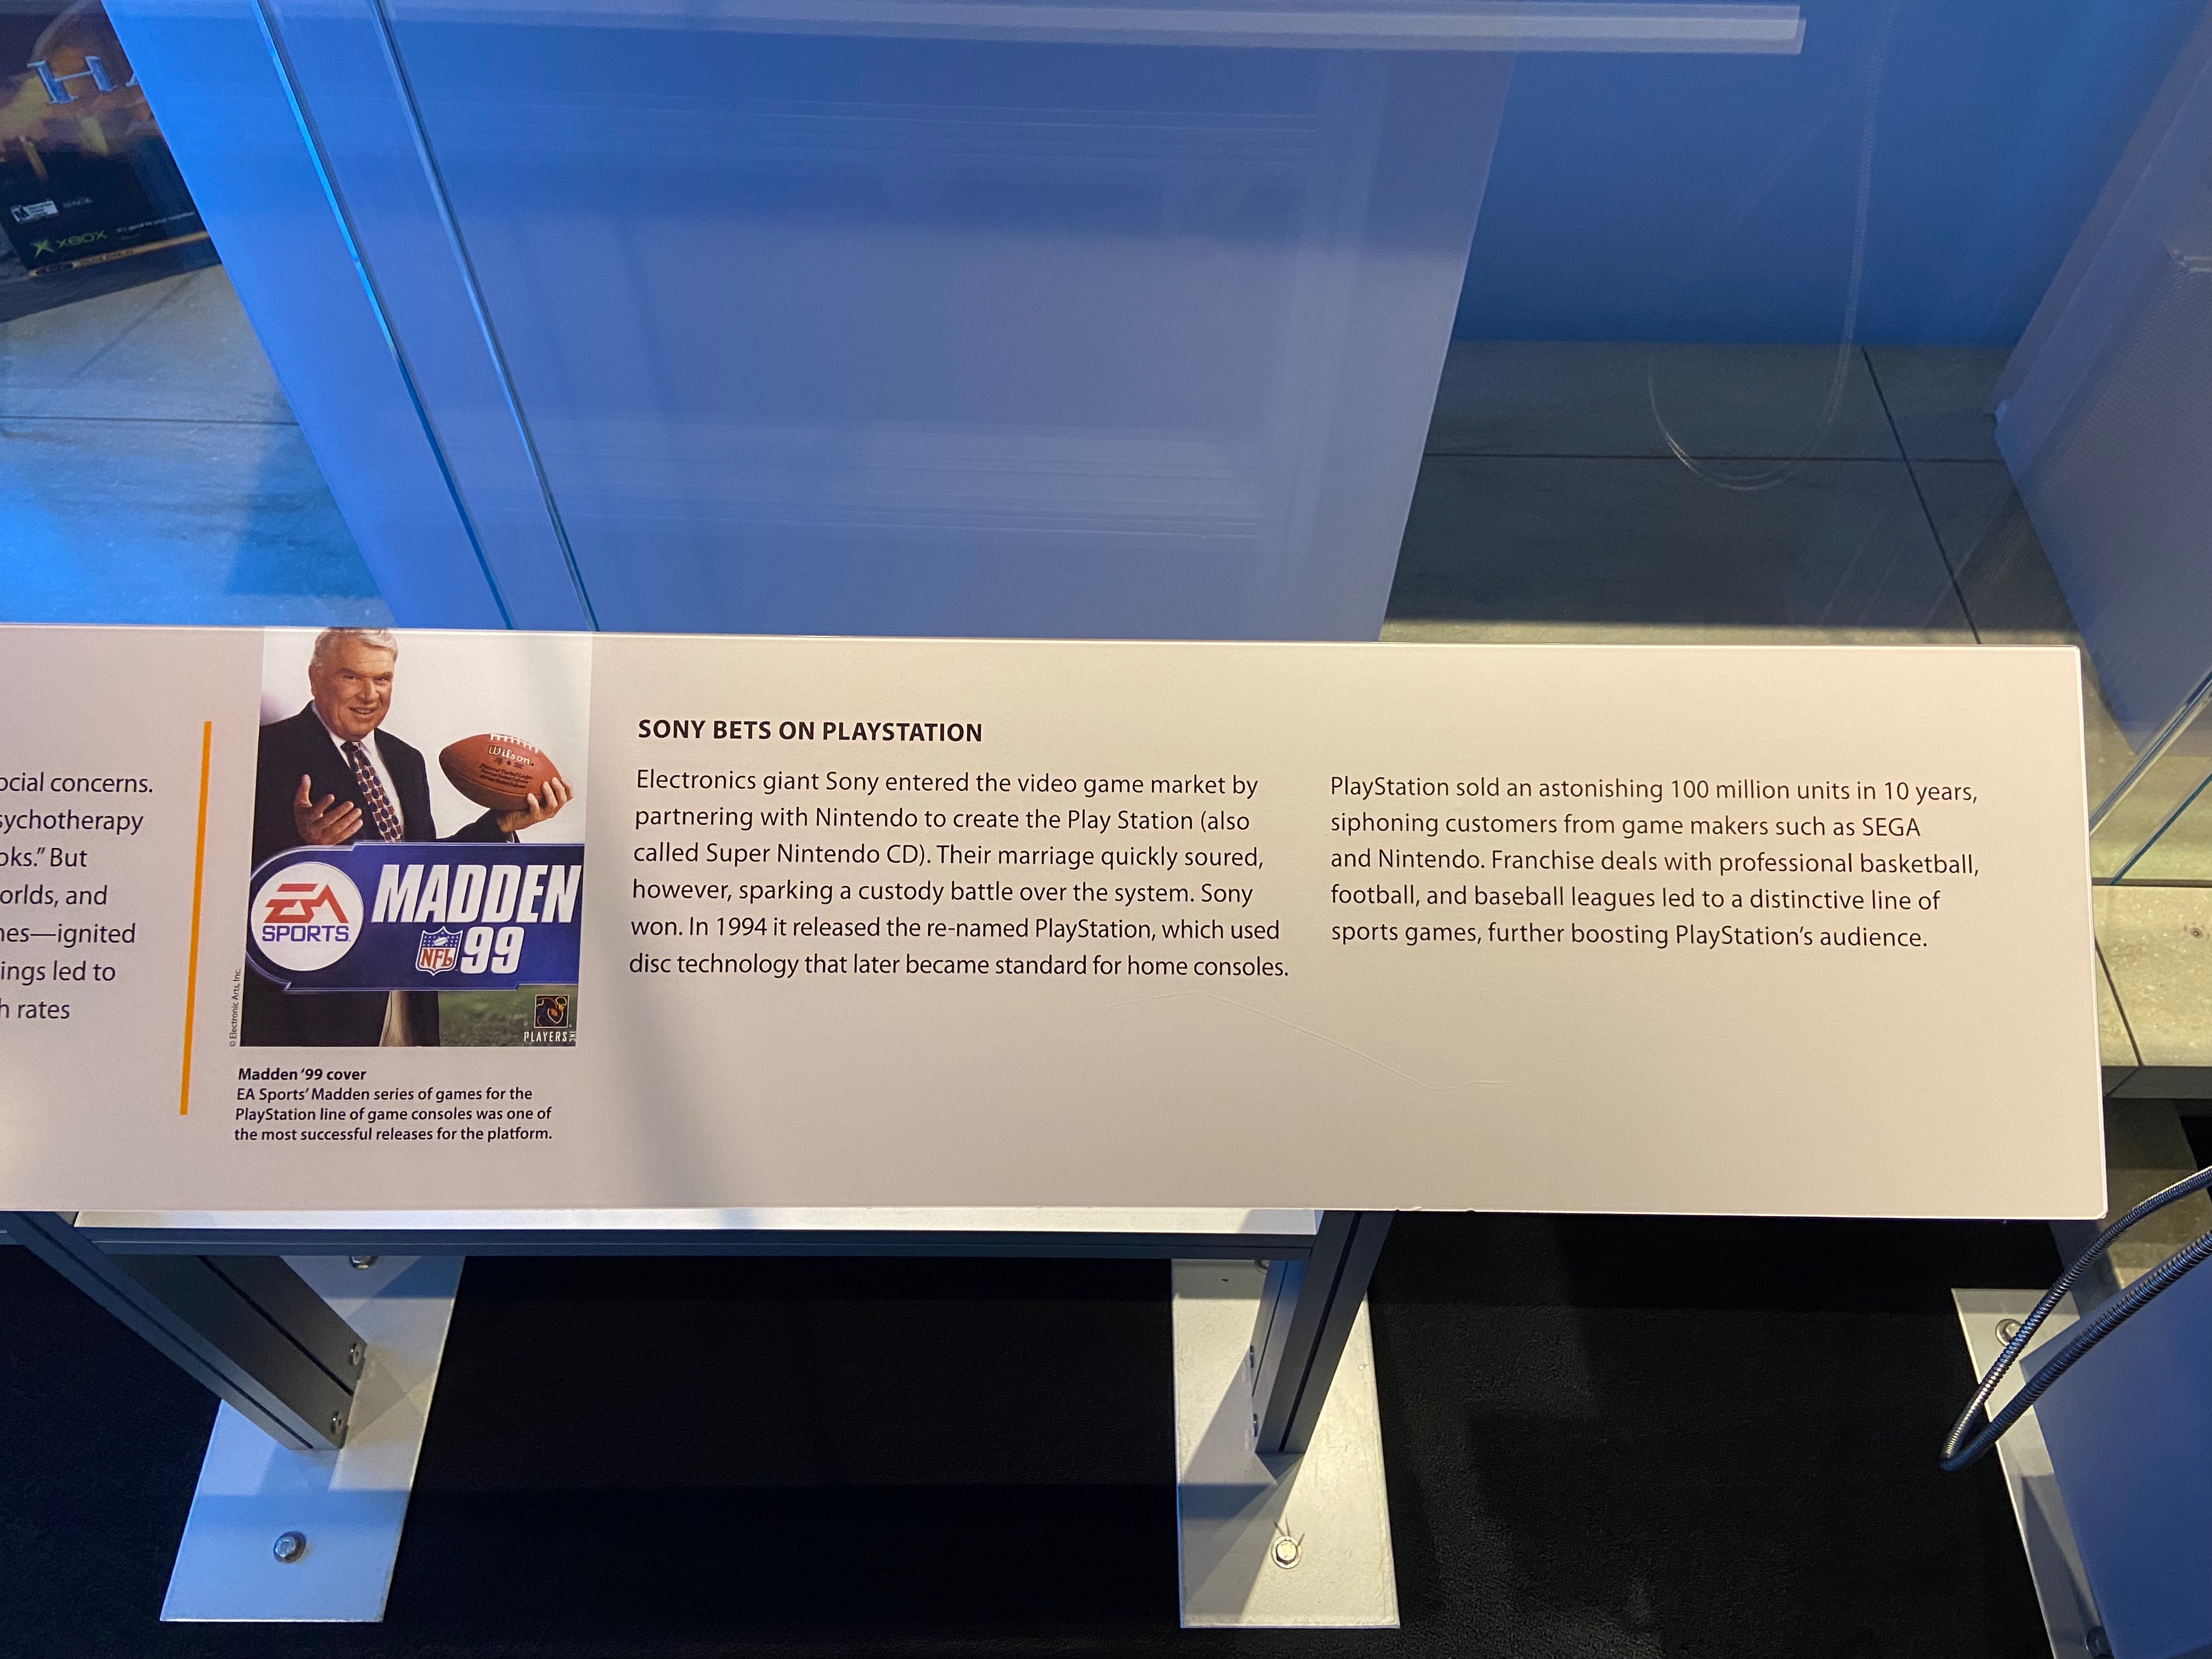 XBOX
ocial concerns.
sychotherapy
oks." But
orlds, and
nes—ignited
ings led to
h rates
Wilson
EA
SPORTS
MADDEN
NFL 99
PLAYERS INC
© Electronic Arts, Inc.
Madden '99 cover
EA Sports' Madden series of games for the
PlayStation line of game consoles was one of
the most successful releases for the platform.
SONY BETS ON PLAYSTATION
Electronics giant Sony entered the video game market by
partnering with Nintendo to create the Play Station (also
called Super Nintendo CD). Their marriage quickly soured,
however, sparking a custody battle over the system. Sony
won. In 1994 it released the re-named PlayStation, which used
disc technology that later became standard for home consoles.
PlayStation sold an astonishing 100 million units in 10 years,
siphoning customers from game makers such as SEGA
and Nintendo. Franchise deals with professional basketball,
football, and baseball leagues led to a distinctive line of
sports games, further boosting PlayStation's audience.